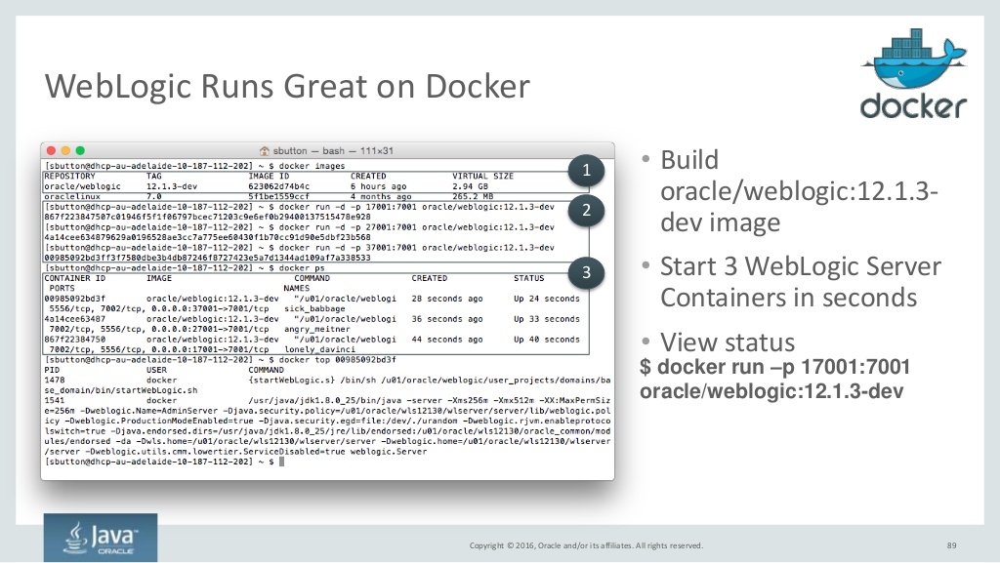 WebLogic Runs Great on Docker
docker
sbutton — bash — 111×31
[sbutton@dhcp-au-adelaide-10-187-112-202] ~ $ docker images
REPOSITORY TAG IMAGE ID CREATED VIRTUAL SIZE
oracle/weblogic 12.1.3-dev 623062d74b4c 6 hours ago 2.94 GB
oraclelinux 7.0 5f1be1559ccf 4 months ago 265.2 MB
[sbutton@dhcp-au-adelaide-10-187-112-202] ~ $ docker run -d -p 17001:7001 oracle/weblogic:12.1.3-dev
867f223847507c01946f5f1f06797bcec71203c9e6ef0b2940013751547​8e928
[sbutton@dhcp-au-adelaide-10-187-112-202] ~ $ docker run -d -p 27001:7001 oracle/weblogic:12.1.3-dev
4a14cee634879629a0196528ae3cc7a775ee60430f1b70cc91d90e5dbf23b568
[sbutton@dhcp-au-adelaide-10-187-112-202] ~ $ docker run -d -p 37001:7001 oracle/weblogic:12.1.3-dev
00985092bd3ff3f7580dbe3b4db87246f8727423e5a7d1344ad109af7a338533
[sbutton@dhcp-au-adelaide-10-187-112-202] ~ $ docker ps
CONTAINER ID IMAGE COMMAND CREATED STATUS
PORTS NAMES
00985092bd3f oracle/weblogic:12.1.3-dev "/u01/oracle/weblogi 28 seconds ago Up 24 seconds
5556/tcp, 7002/tcp, 0.0.0.0:37001->7001/tcp sick_babbage
4a14cee63487 oracle/weblogic:12.1.3-dev "/u01/oracle/weblogi 36 seconds ago Up 33 seconds
7002/tcp, 5556/tcp, 0.0.0.0:27001->7001/tcp angry_meitner
867f22384750 oracle/weblogic:12.1.3-dev "/u01/oracle/weblogi 44 seconds ago Up 40 seconds
7002/tcp, 5556/tcp, 0.0.0.0:17001->7001/tcp lonely_davinci
[sbutton@dhcp-au-adelaide-10-187-112-202] ~ $ docker top 00985092bd3f
PID USER COMMAND
1478 docker {startWebLogic.s} /bin/sh /u01/oracle/weblogic/user_projects/domains/ba
se_domain/bin/startWebLogic.sh
1541 docker /usr/java/jdk1.8.0_25/bin/java -server -Xms256m -Xmx512m -XX:MaxPermSiz
e=256m -Dweblogic.Name=AdminServer -Djava.security.policy=/u01/oracle/wls12130/wlserver/server/lib/weblogic.pol
icy -Dweblogic.ProductionModeEnabled=true -Djava.security.egd=file:/dev/./urandom -Dweblogic.rjvm.enableprotoco
lswitch=true -Djava.endorsed.dirs=/usr/java/jdk1.8.0_25/jre/lib/endorsed:/u01/oracle/wls12130/oracle_common/mod
ules/endorsed -da -Dwls.home=/u01/oracle/wls12130/wlserver/server -Dweblogic.home=/u01/oracle/wls12130/wlserver
/server -Dweblogic.utils.cmm.lowertier.ServiceDisabled=true weblogic.Server
[sbutton@dhcp-au-adelaide-10-187-112-202] ~ $
1
2
3
• Build
oracle/weblogic:12.1.3-
dev image
• Start 3 WebLogic Server
Containers in seconds
• View status
$ docker run –p 17001:7001
oracle/weblogic:12.1.3-dev
Java™
ORACLE
Copyright © 2016, Oracle and/or its affiliates. All rights reserved.
89